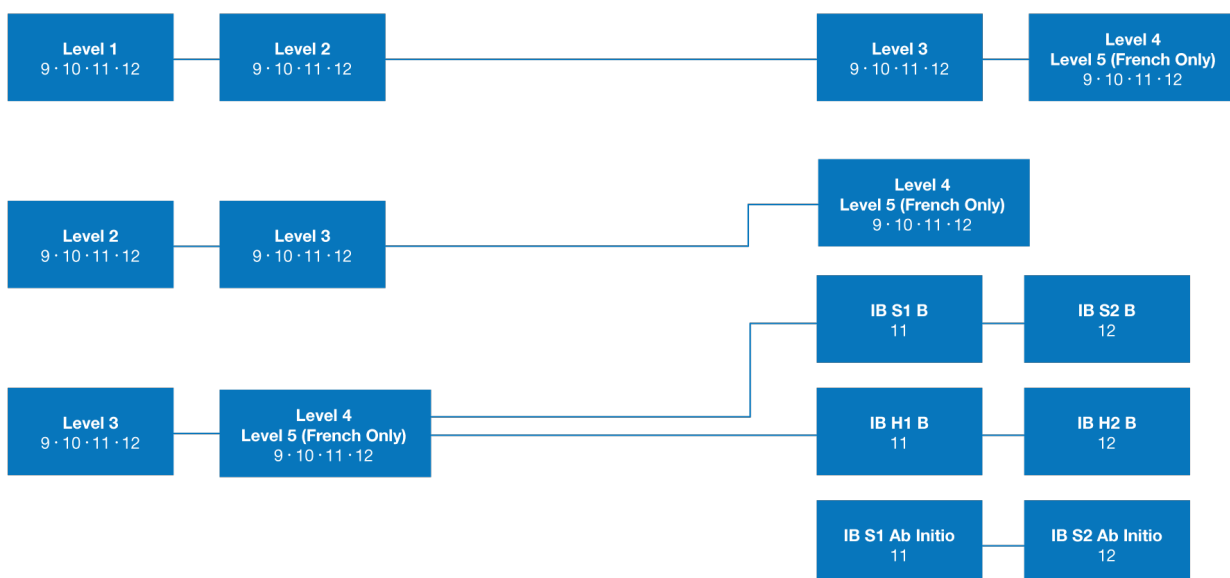 Level 1
9 · 10 · 11 · 12
Level 2
9 · 10 · 11 · 12
Level 3
9 · 10 · 11 · 12
Level 4
Level 5 (French Only)
9 · 10 · 11 · 12
Level 2
9 · 10 · 11 · 12
Level 3
9 · 10 · 11 · 12
Level 4
Level 5 (French Only)
9 · 10 · 11 · 12
IB S1 B
11
IB S2 B
12
Level 3
9 · 10 · 11 · 12
Level 4
Level 5 (French Only)
9 · 10 · 11 · 12
IB H1 B
11
IB H2 B
12
IB S1 Ab Initio
11
IB S2 Ab Initio
12